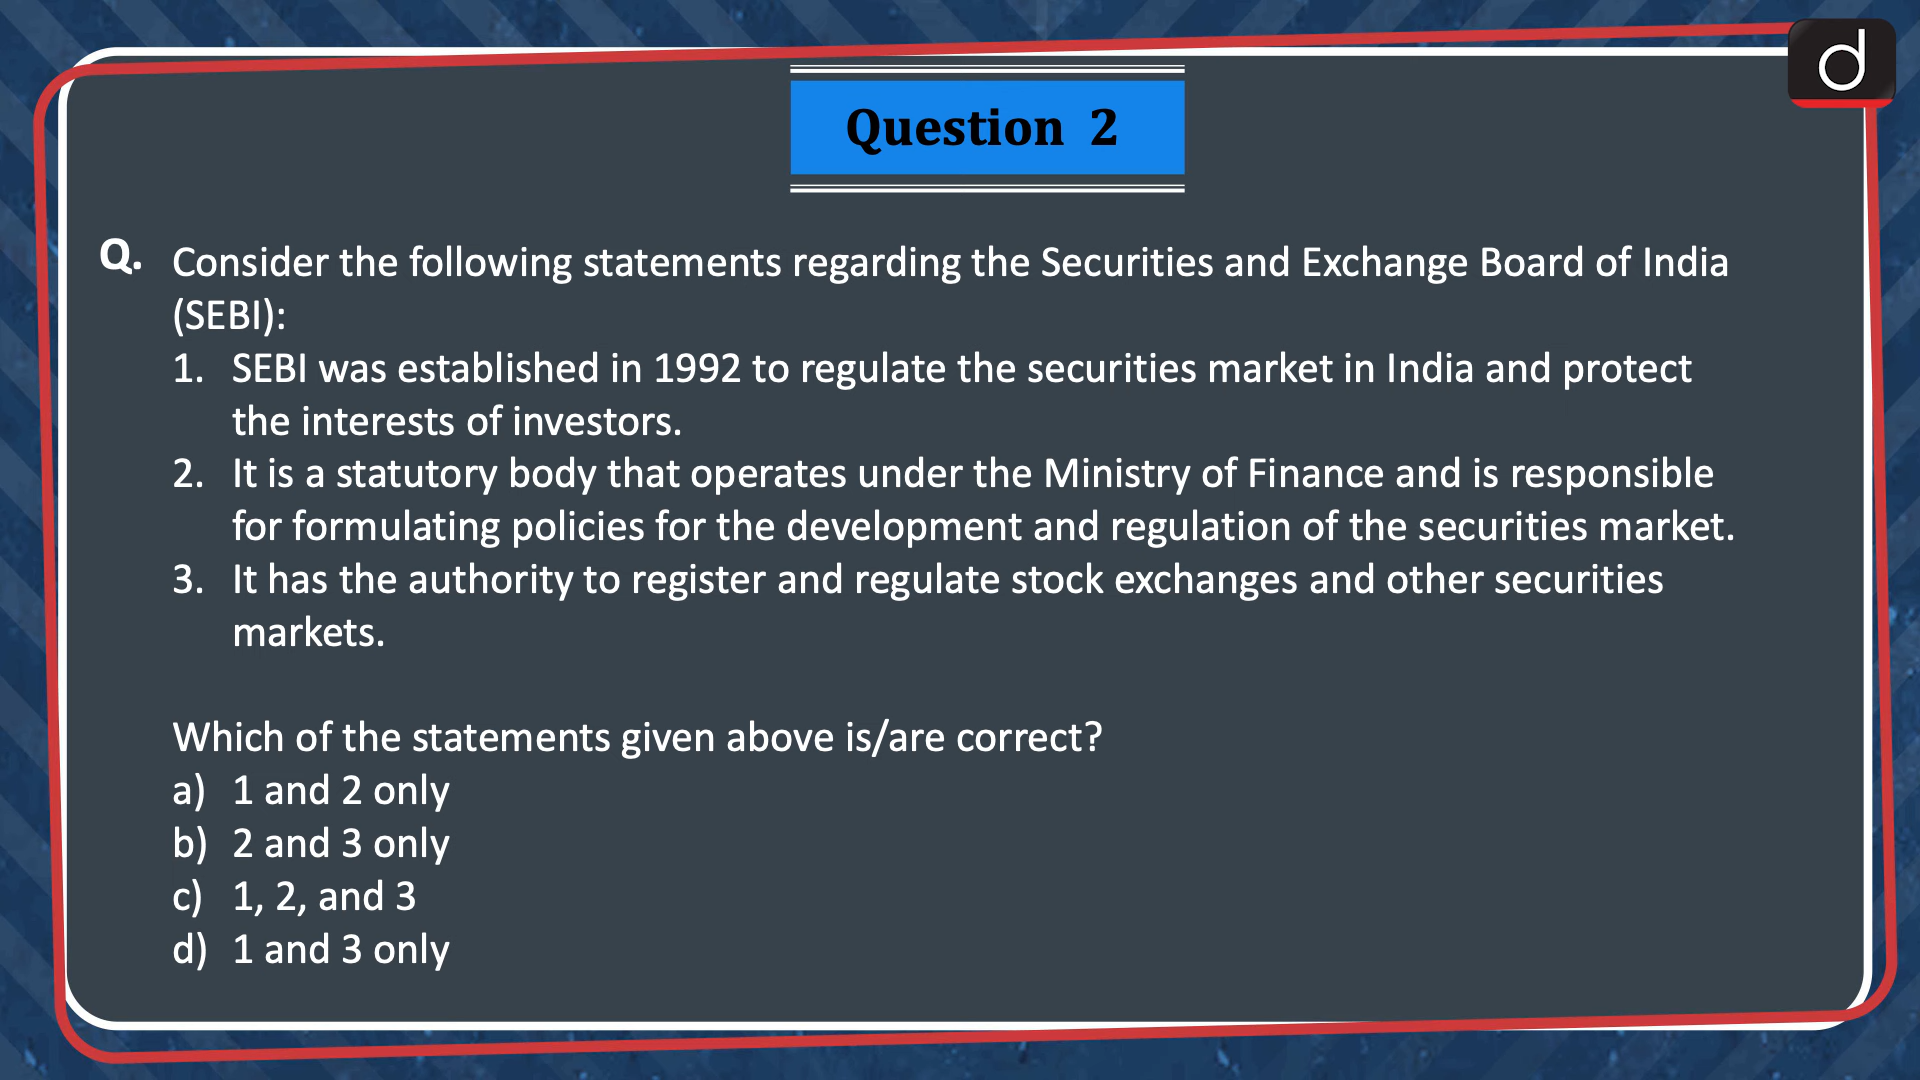 d
Question 2
Q. Consider the following statements regarding the Securities and Exchange Board of India
(SEBI):
1. SEBI was established in 1992 to regulate the securities market in India and protect
the interests of investors.
2. It is a statutory body that operates under the Ministry of Finance and is responsible
for formulating policies for the development and regulation of the securities market.
3. It has the authority to register and regulate stock exchanges and other securities
markets.
Which of the statements given above is/are correct?
a) 1 and 2 only
b) 2 and 3 only
c) 1, 2, and 3
d) 1 and 3 only